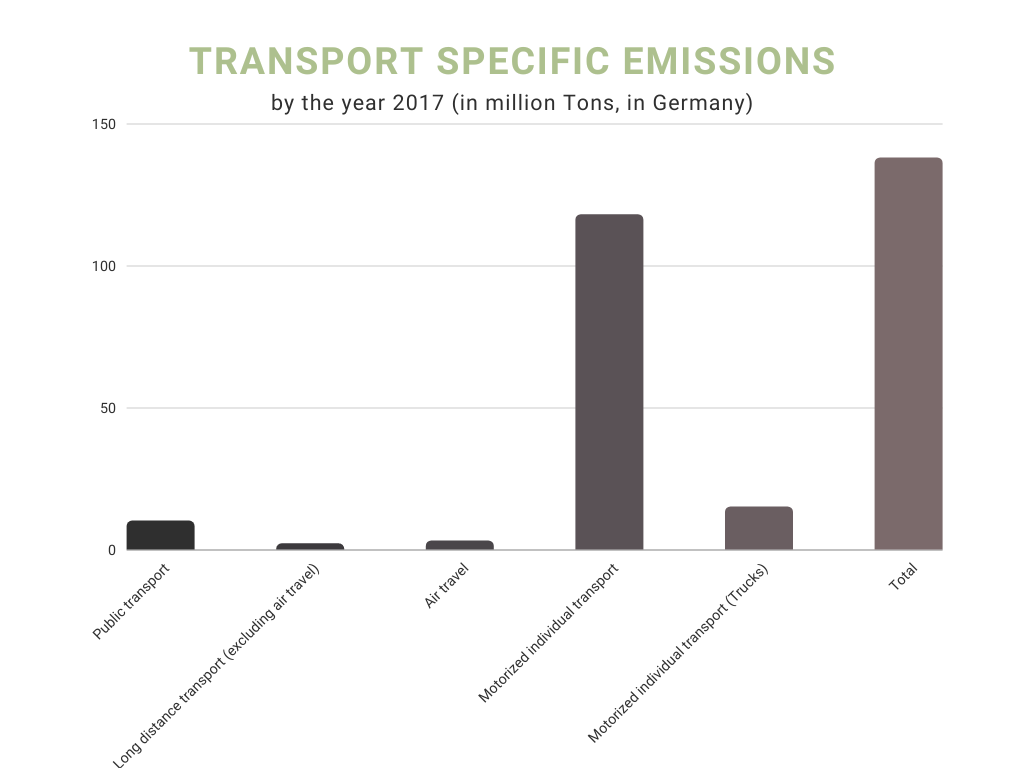 TRANSPORT SPECIFIC EMISSIONS
by the year 2017 (in million Tons, in Germany)
150
100
50
0
Public transport
Long distance transport (excluding air travel)
Air travel
Motorized individual transport
Motorized individual transport (Trucks)
Total